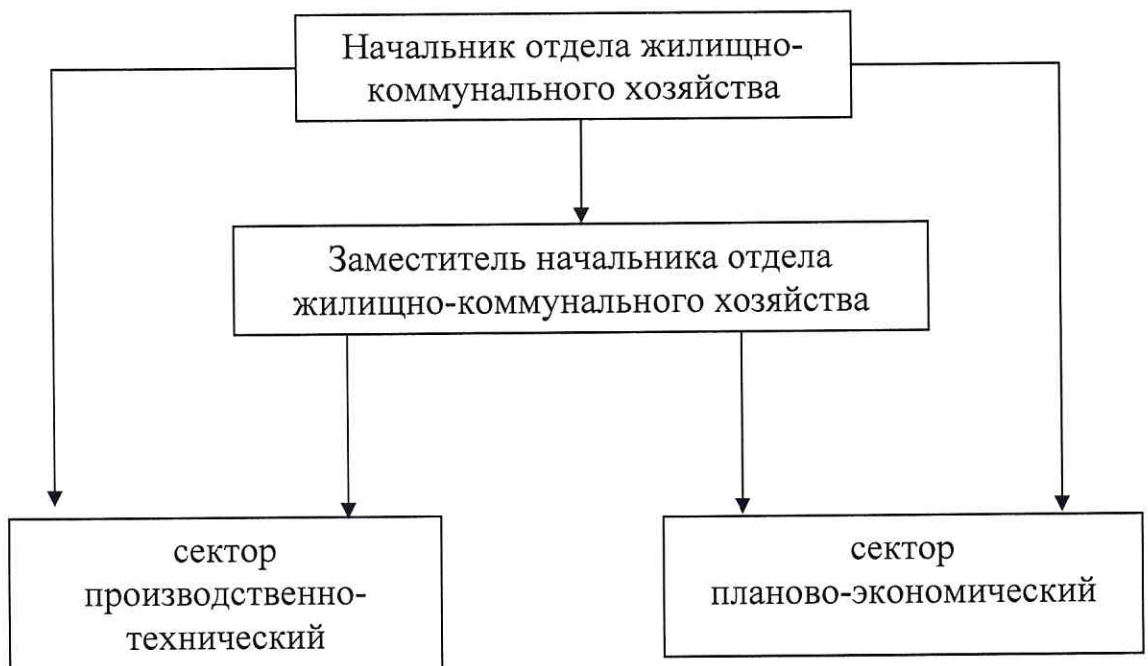 Начальник отдела жилищно-
коммунального хозяйства
Заместитель начальника отдела
жилищно-коммунального хозяйства
сектор
производственно-
технический
сектор
планово-экономический